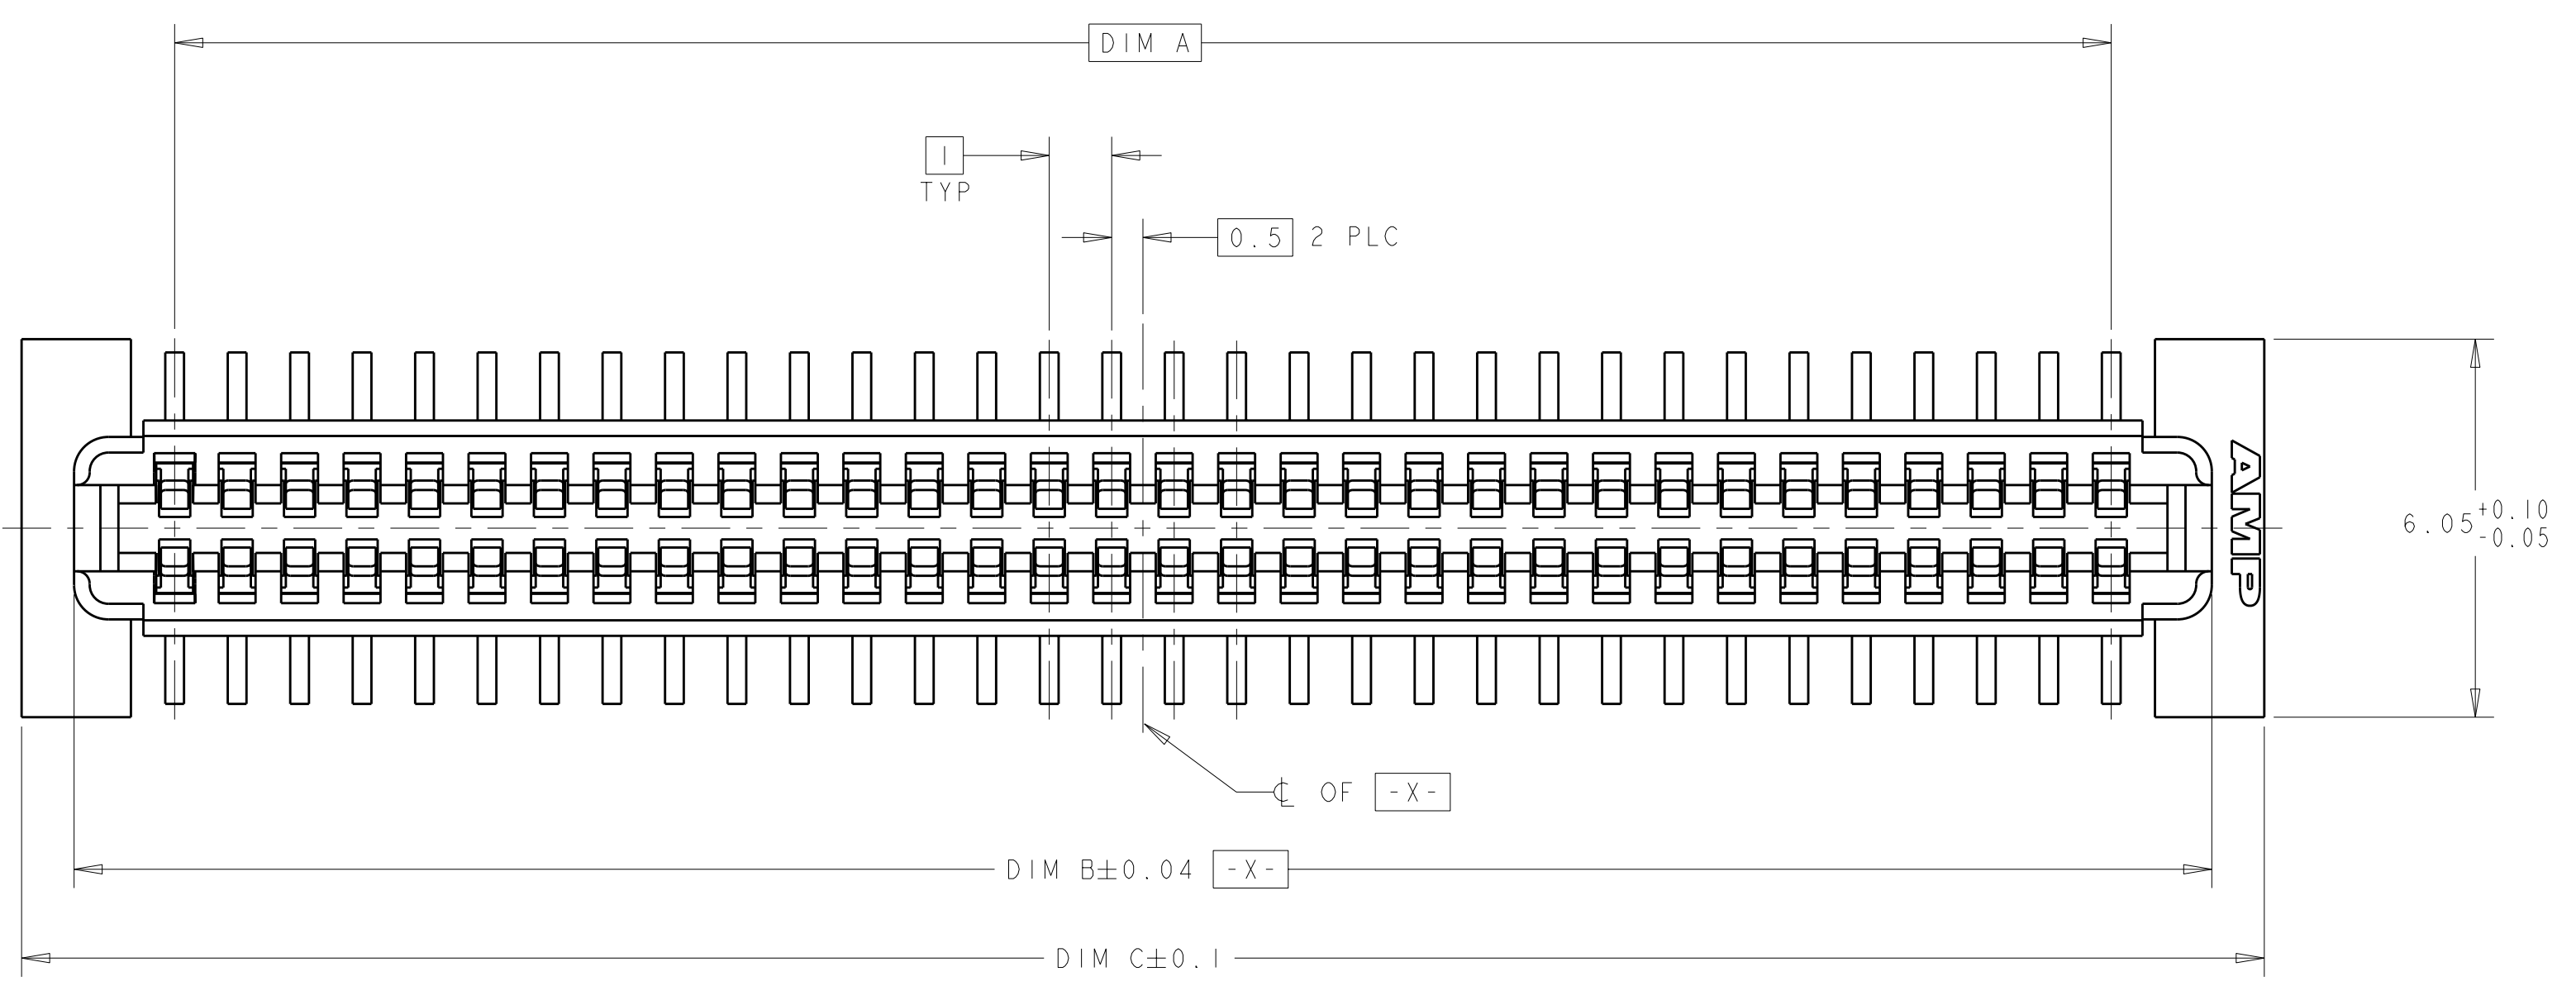 DIM A
1
TYP
0.5 2 PLC
AMP
6.05 +0.10
-0.05
℄ OF -X-
DIM B±0.04 -X-
DIM C±0.1